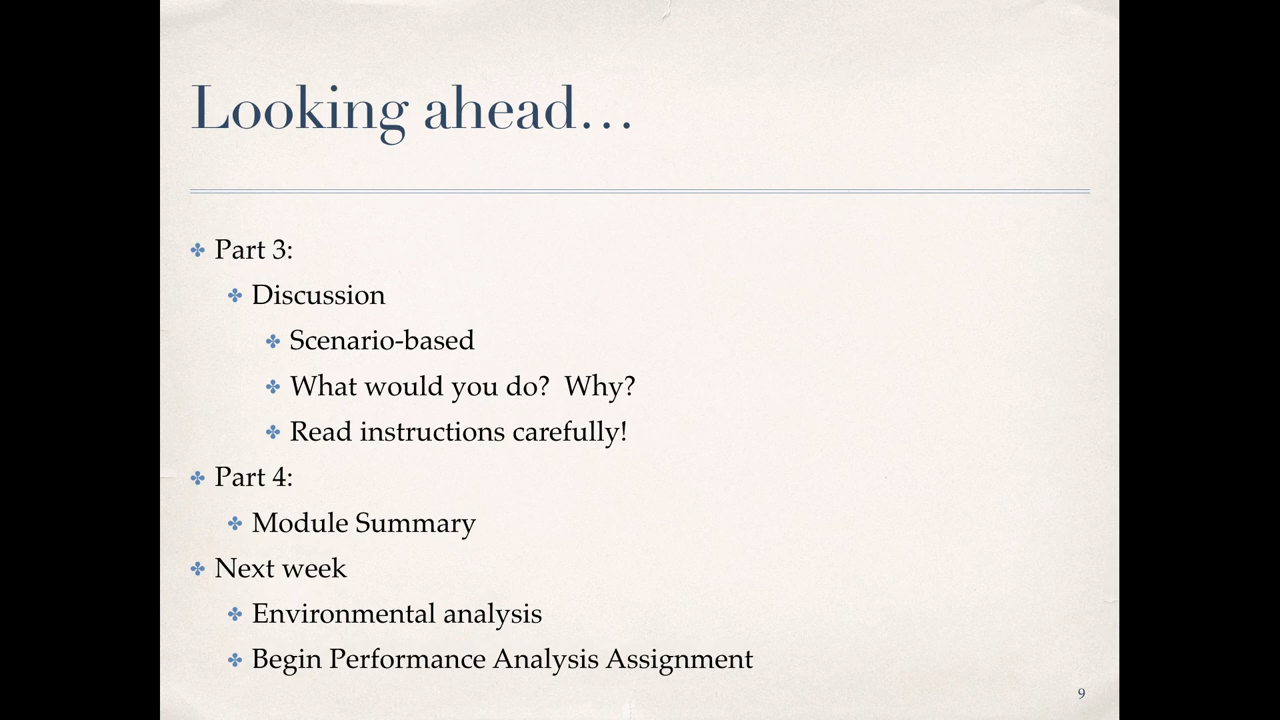 Looking ahead…
Part 3:
Discussion
Scenario-based
What would you do?  Why?
Read instructions carefully!
Part 4:
Module Summary
Next week
Environmental analysis
Begin Performance Analysis Assignment
9